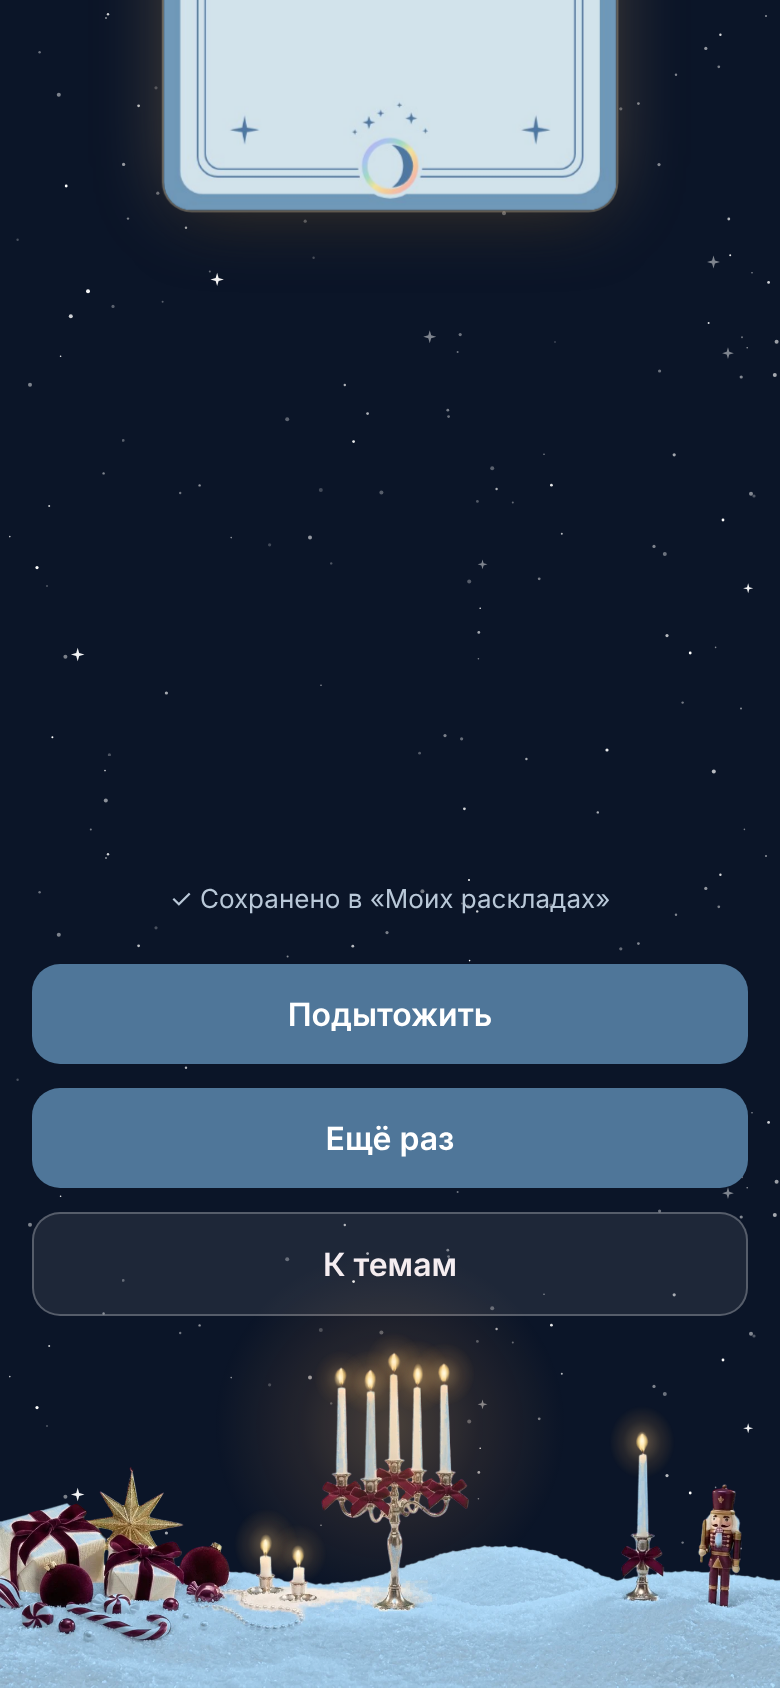 ✓ Сохранено в «Моих раскладах»
Подытожить
Ещё раз
К темам